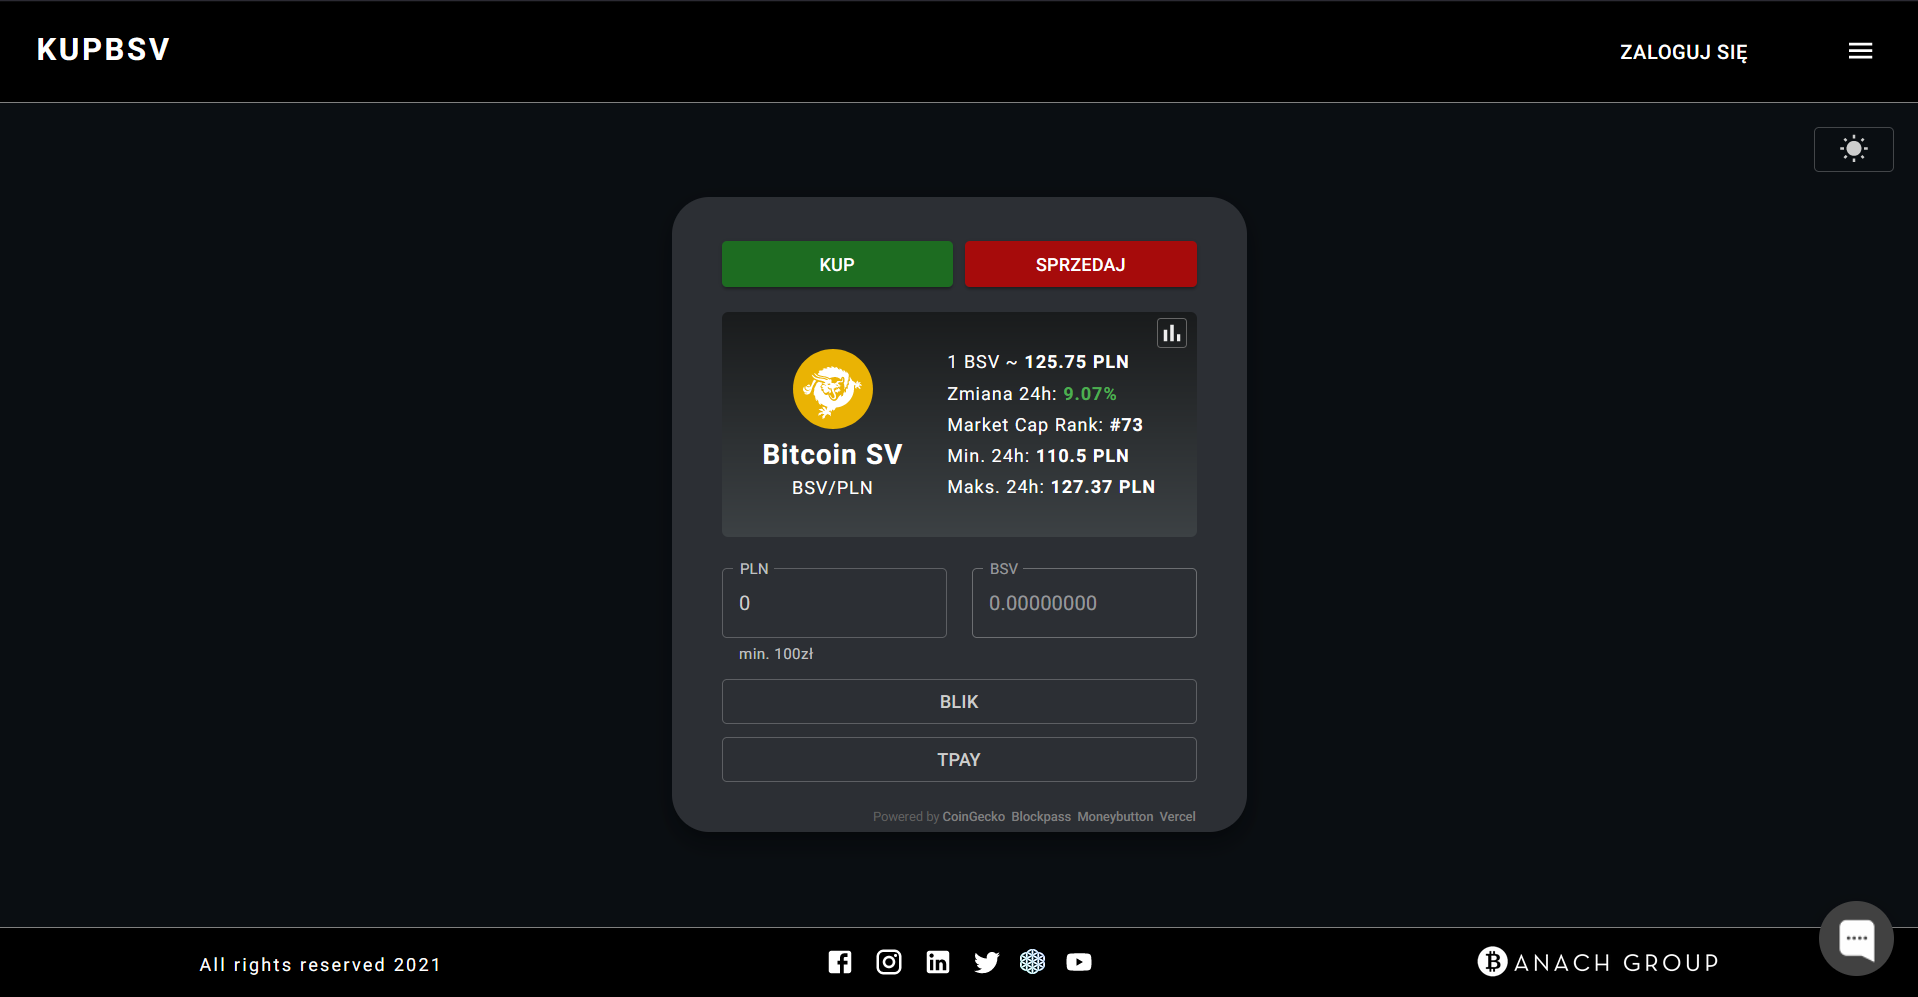 KUPBSV
ZALOGUJ SIĘ
KUP
SPRZEDAJ
Bitcoin SV
BSV/PLN
1 BSV ~ 125.75 PLN
Zmiana 24h: 9.07%
Market Cap Rank: #73
Min. 24h: 110.5 PLN
Maks. 24h: 127.37 PLN
PLN
0
min. 100zł
BSV
0.00000000
BLIK
TPAY
Powered by CoinGecko Blockpass Moneybutton Vercel
All rights reserved 2021
BANACH GROUP